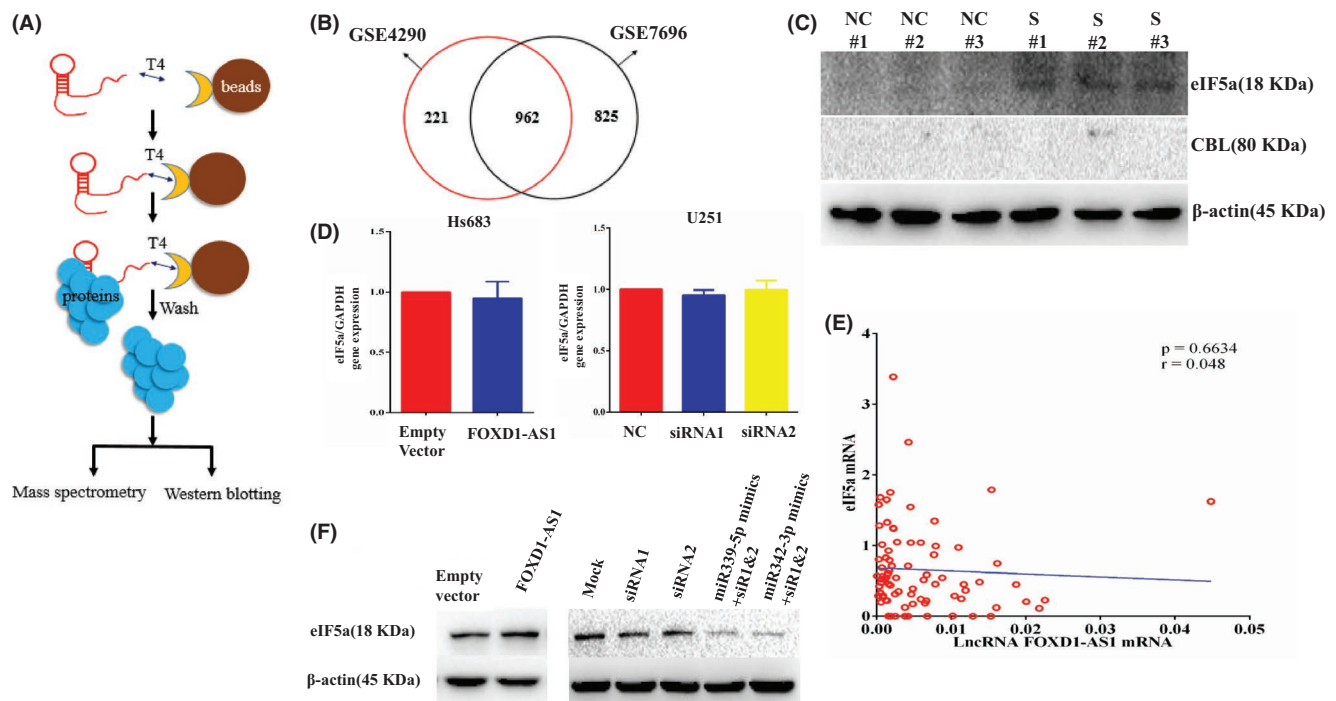 (A)
T4
beads
T4
T4
proteins
Wash
Mass spectrometry
Western blotting
(B)
GSE4290
GSE7696
221
962
825
(C)
NC NC NC S S S
#1 #2 #3 #1 #2 #3
eIF5a(18 KDa)
CBL(80 KDa)
β-actin(45 KDa)
(D)
Hs683
eIF5a/GAPDH
gene expression
1.5
1.0
0.5
0.0
Empty
Vector
FOXD1-AS1
U251
eIF5a/GAPDH
gene expression
1.5
1.0
0.5
0.0
NC
siRNA1
siRNA2
(E)
p = 0.6634
r = 0.048
eIF5a mRNA
4
3
2
1
0
0.00 0.01 0.02 0.03 0.04 0.05
LncRNA FOXD1-AS1 mRNA
(F)
Empty
vector
FOXD1-AS1
Mock
siRNA1
siRNA2
miR339-5p mimics
+siR1&2
miR342-3p mimics
+siR1&2
eIF5a(18 KDa)
β-actin(45 KDa)